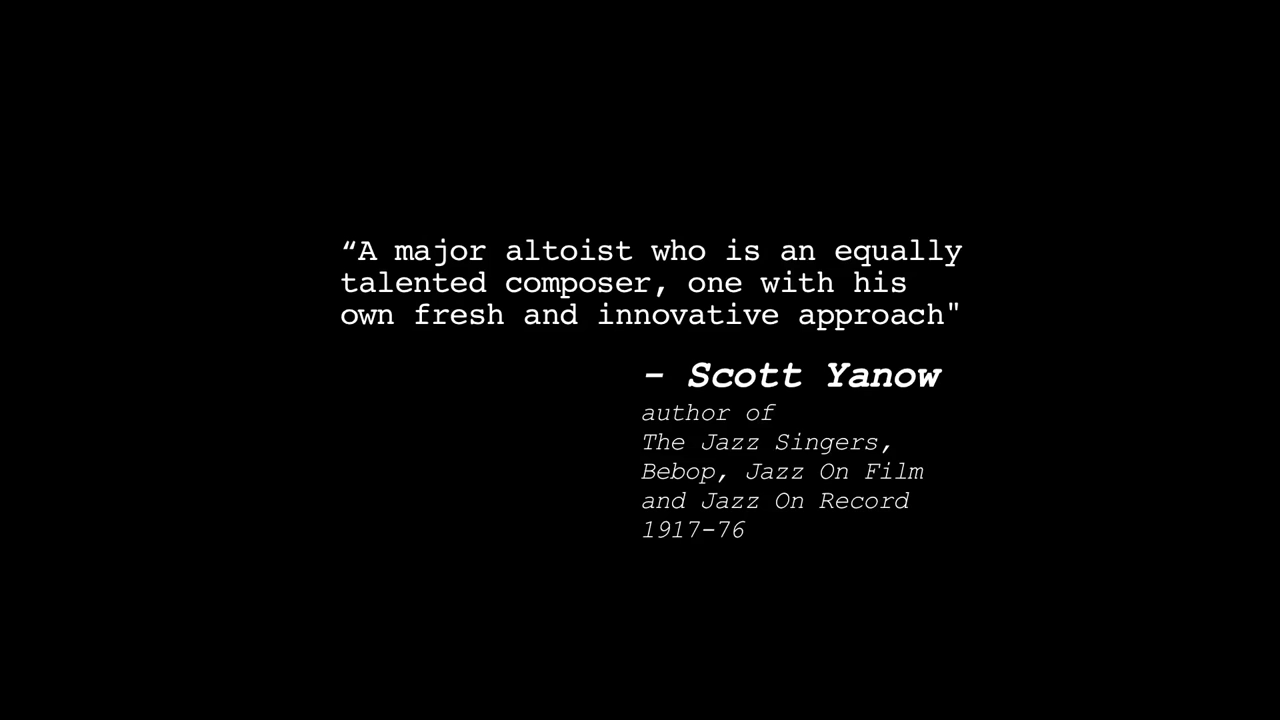 “A major altoist who is an equally
talented composer, one with his
own fresh and innovative approach"
- Scott Yanow
author of
The Jazz Singers,
Bebop, Jazz On Film
and Jazz On Record
1917-76